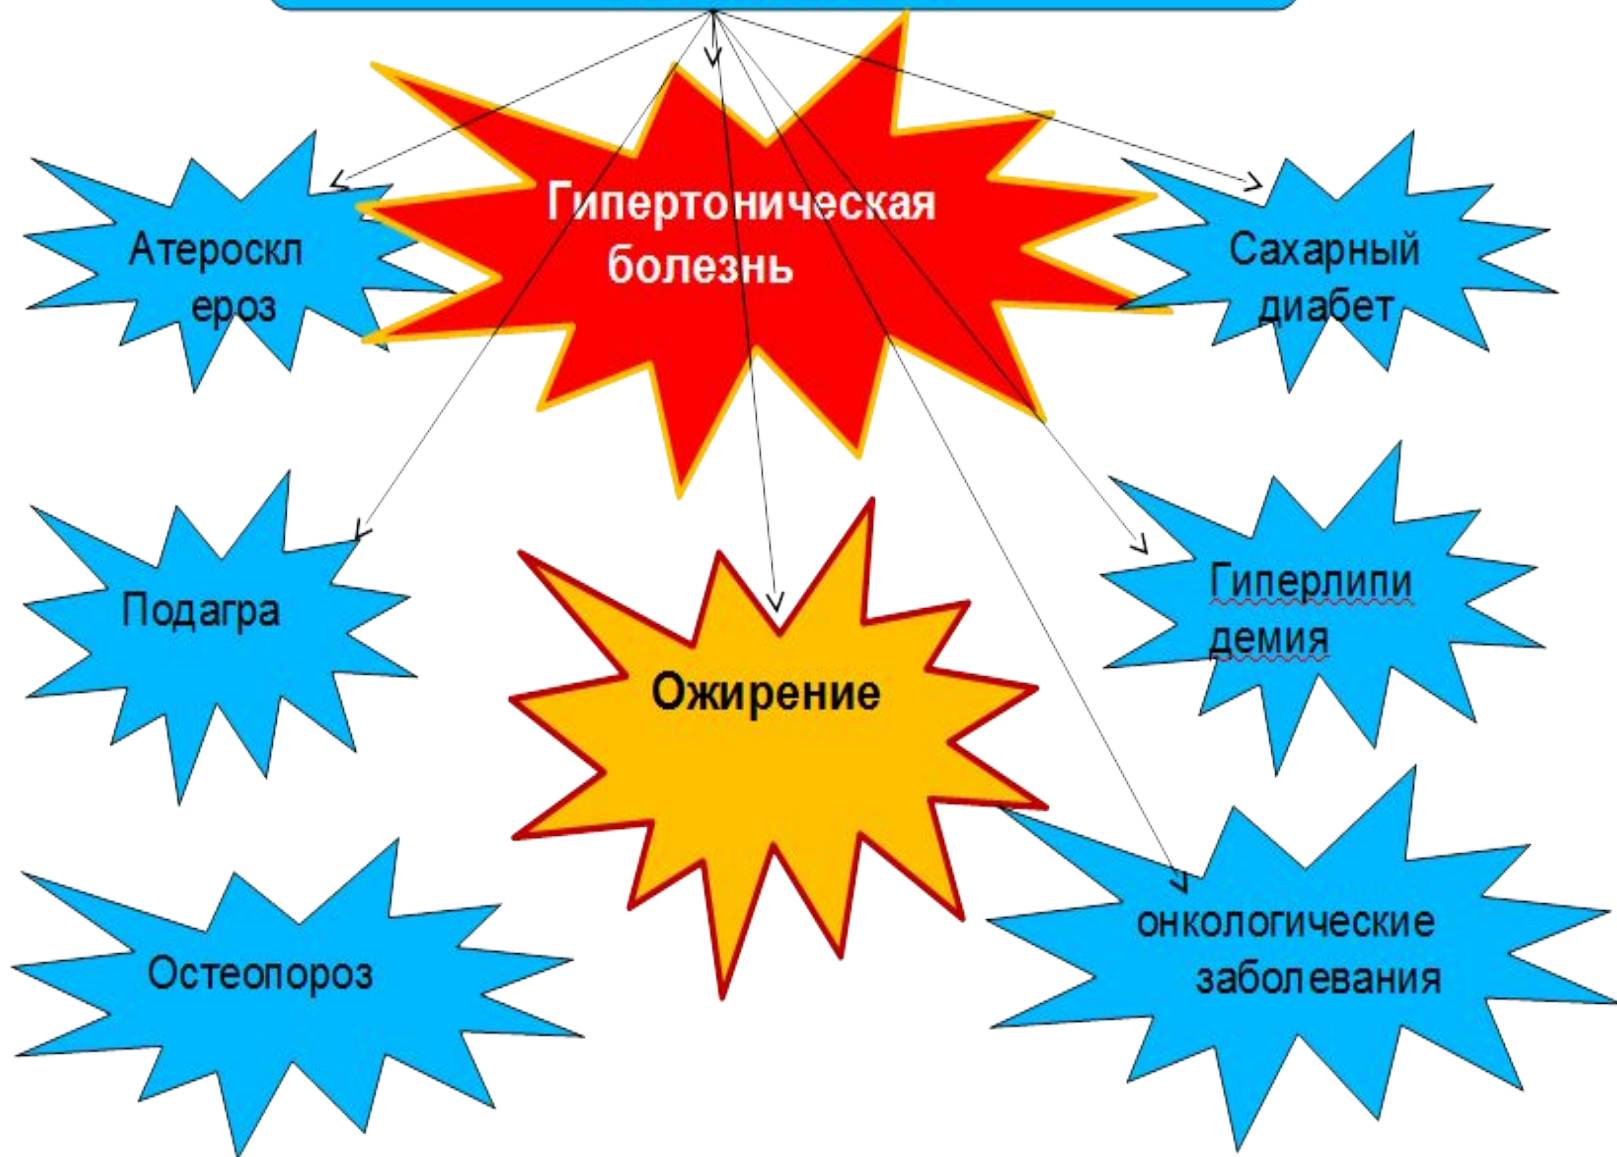 Гипертоническая
болезнь
Атероскл
ероз
Сахарный
диабет
Подагра
Гиперлипи
демия
Ожирение
Остеопороз
онкологические
заболевания